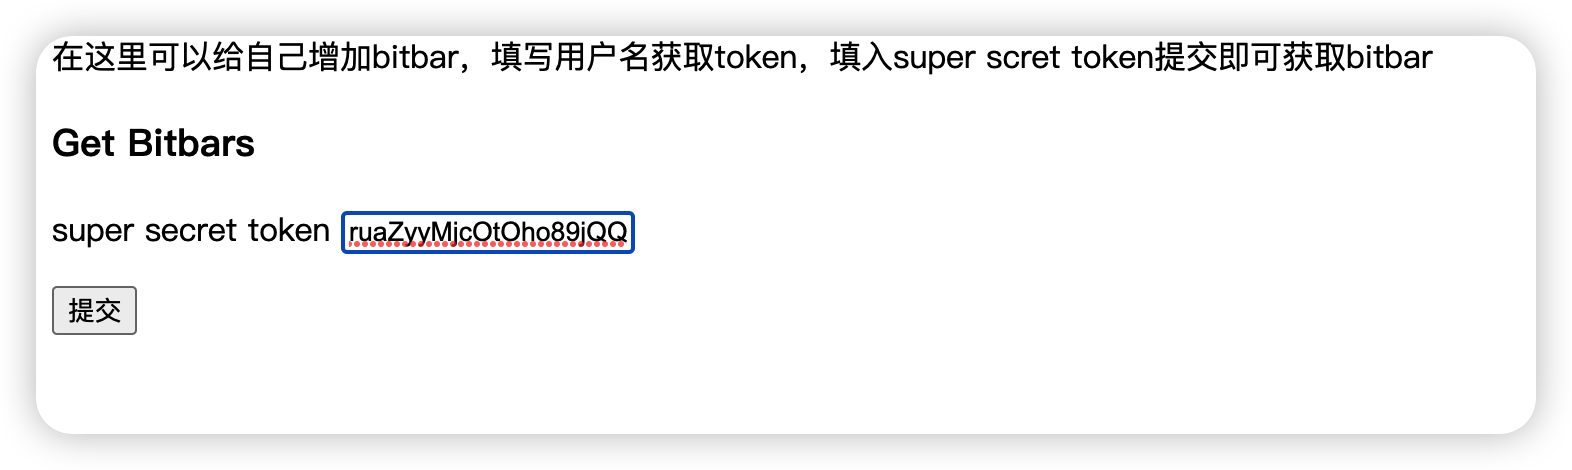 在这里可以给自己增加bitbar，填写用户名获取token，填入super scret token提交即可获取bitbar
Get Bitbars
super secret token ruaZyyMjcOtOho89jQQ
提交